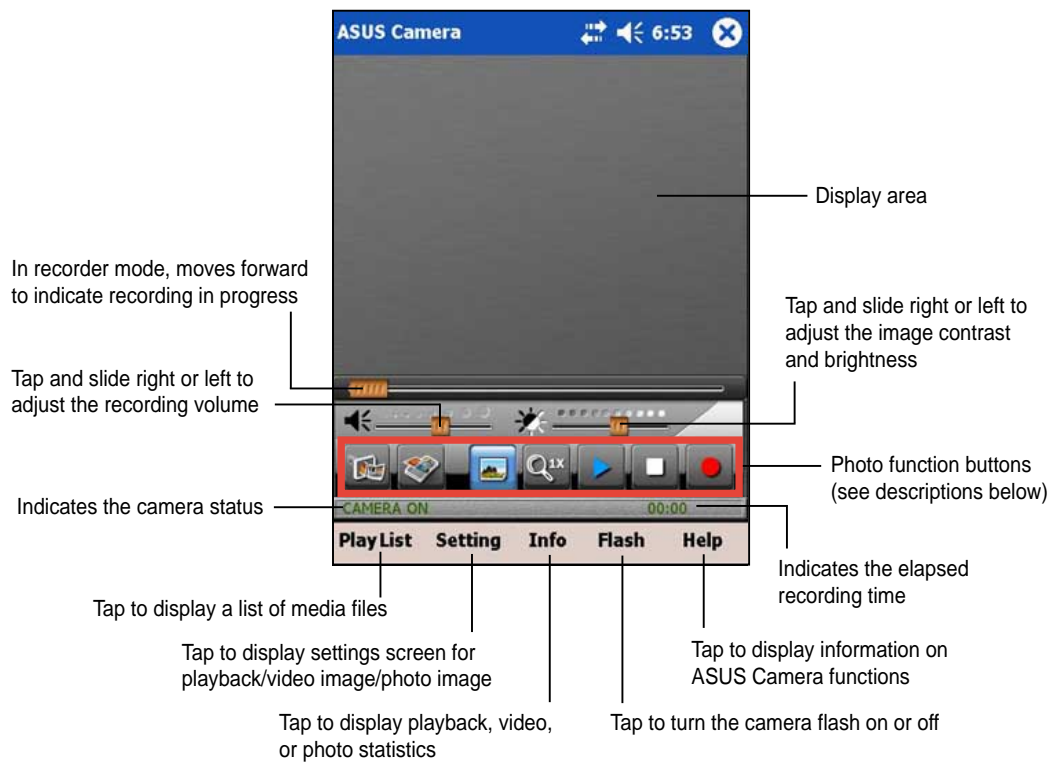 ASUS Camera 6:53
Display area
In recorder mode, moves forward
to indicate recording in progress
Tap and slide right or left to
adjust the image contrast
and brightness
Tap and slide right or left to
adjust the recording volume
1X
Photo function buttons
(see descriptions below)
Indicates the camera status
CAMERA ON 00:00
PlayList Setting Info Flash Help
Indicates the elapsed
recording time
Tap to display a list of media files
Tap to display settings screen for
playback/video image/photo image
Tap to display information on
ASUS Camera functions
Tap to display playback, video,
or photo statistics
Tap to turn the camera flash on or off